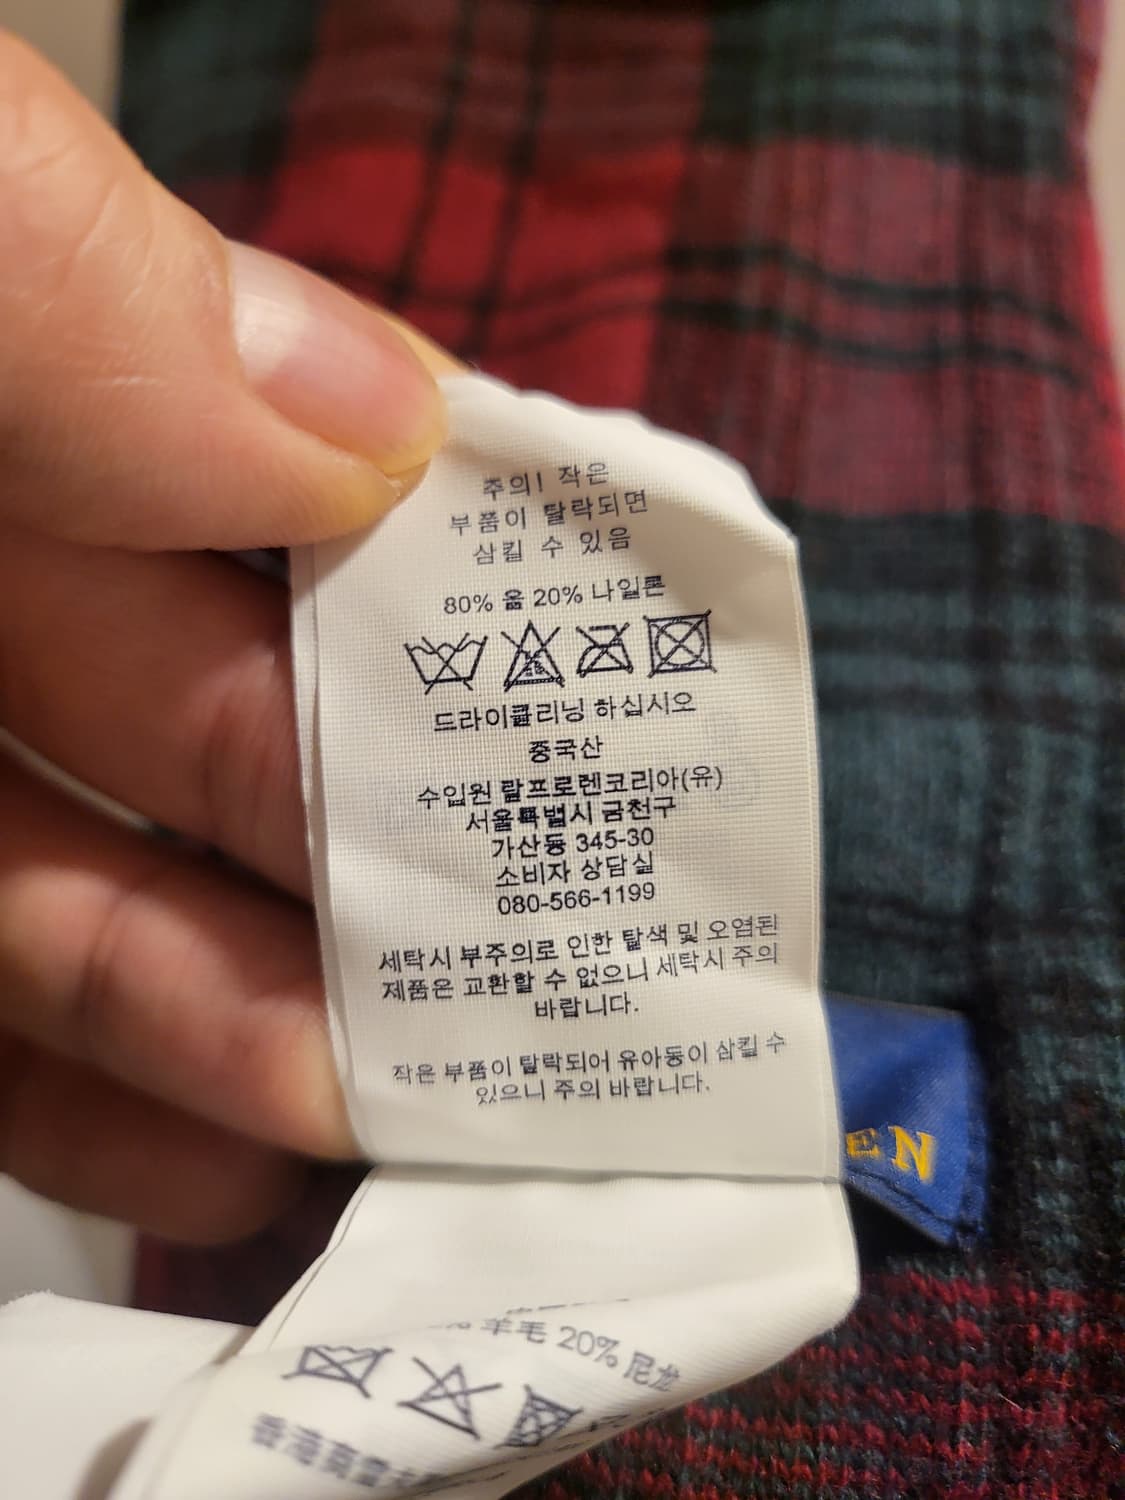 주의! 작은
부품이 탈락되면
삼킬 수 있음
80% 울 20% 나일론
드라이클리닝 하십시오
중국산
수입원 랄프로렌코리아(유)
서울특별시 금천구
가산동 345-30
소비자 상담실
080-566-1199
세탁시 부주의로 인한 탈색 및 오염된
제품은 교환할 수 없으니 세탁시 주의
바랍니다.
작은 부품이 탈락되어 유아동이 삼킬 수
있으니 주의 바랍니다.
EN
羊毛 20% 尼龙